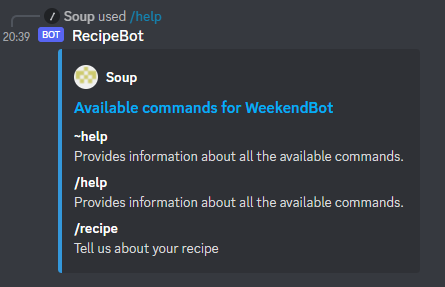 / Soup used /help
20:39 BOT RecipeBot
Soup
Available commands for WeekendBot
~help
Provides information about all the available commands.
/help
Provides information about all the available commands.
/recipe
Tell us about your recipe